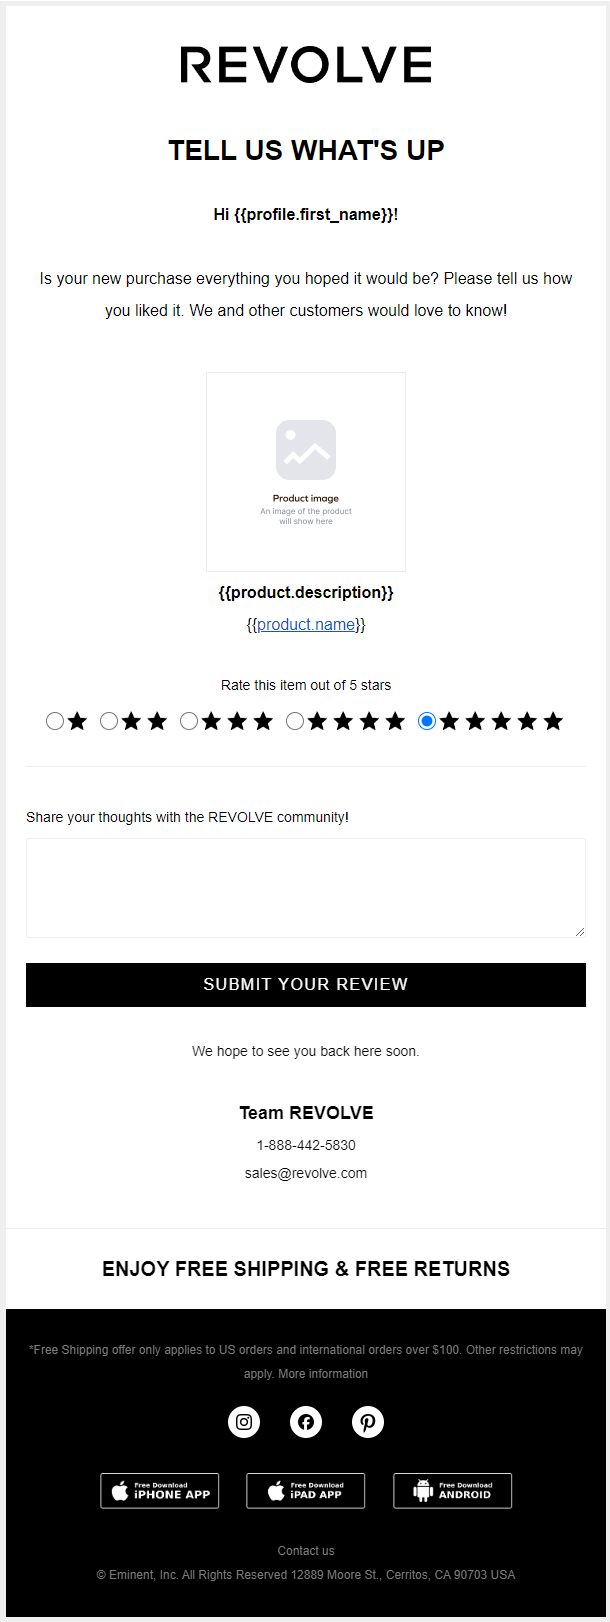 REVOLVE
TELL US WHAT'S UP
Hi {{profile.first_name}}!
Is your new purchase everything you hoped it would be? Please tell us how
you liked it. We and other customers would love to know!
Product image
An image of the product
will show here
{{product.description}}
{{product.name}}
Rate this item out of 5 stars
Share your thoughts with the REVOLVE community!
SUBMIT YOUR REVIEW
We hope to see you back here soon.
Team REVOLVE
1-888-442-5830
sales@revolve.com
ENJOY FREE SHIPPING & FREE RETURNS
*Free Shipping offer only applies to US orders and international orders over $100. Other restrictions may
apply. More information
Free Download
iPHONE APP
Free Download
iPAD APP
Free Download
ANDROID
Contact us
© Eminent, Inc. All Rights Reserved 12889 Moore St., Cerritos, CA 90703 USA